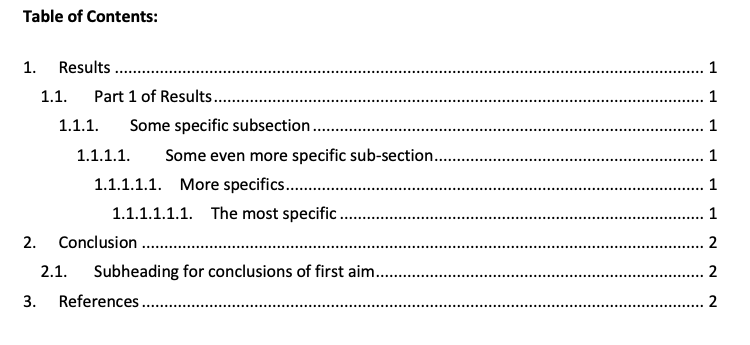 Table of Contents:
1. Results ........................................................................ 1
1.1. Part 1 of Results ........................................................................ 1
1.1.1. Some specific subsection ........................................................................ 1
1.1.1.1. Some even more specific sub-section ........................................................................ 1
1.1.1.1.1. More specifics ........................................................................ 1
1.1.1.1.1.1. The most specific ........................................................................ 1
2. Conclusion ........................................................................ 2
2.1. Subheading for conclusions of first aim ........................................................................ 2
3. References ........................................................................ 2